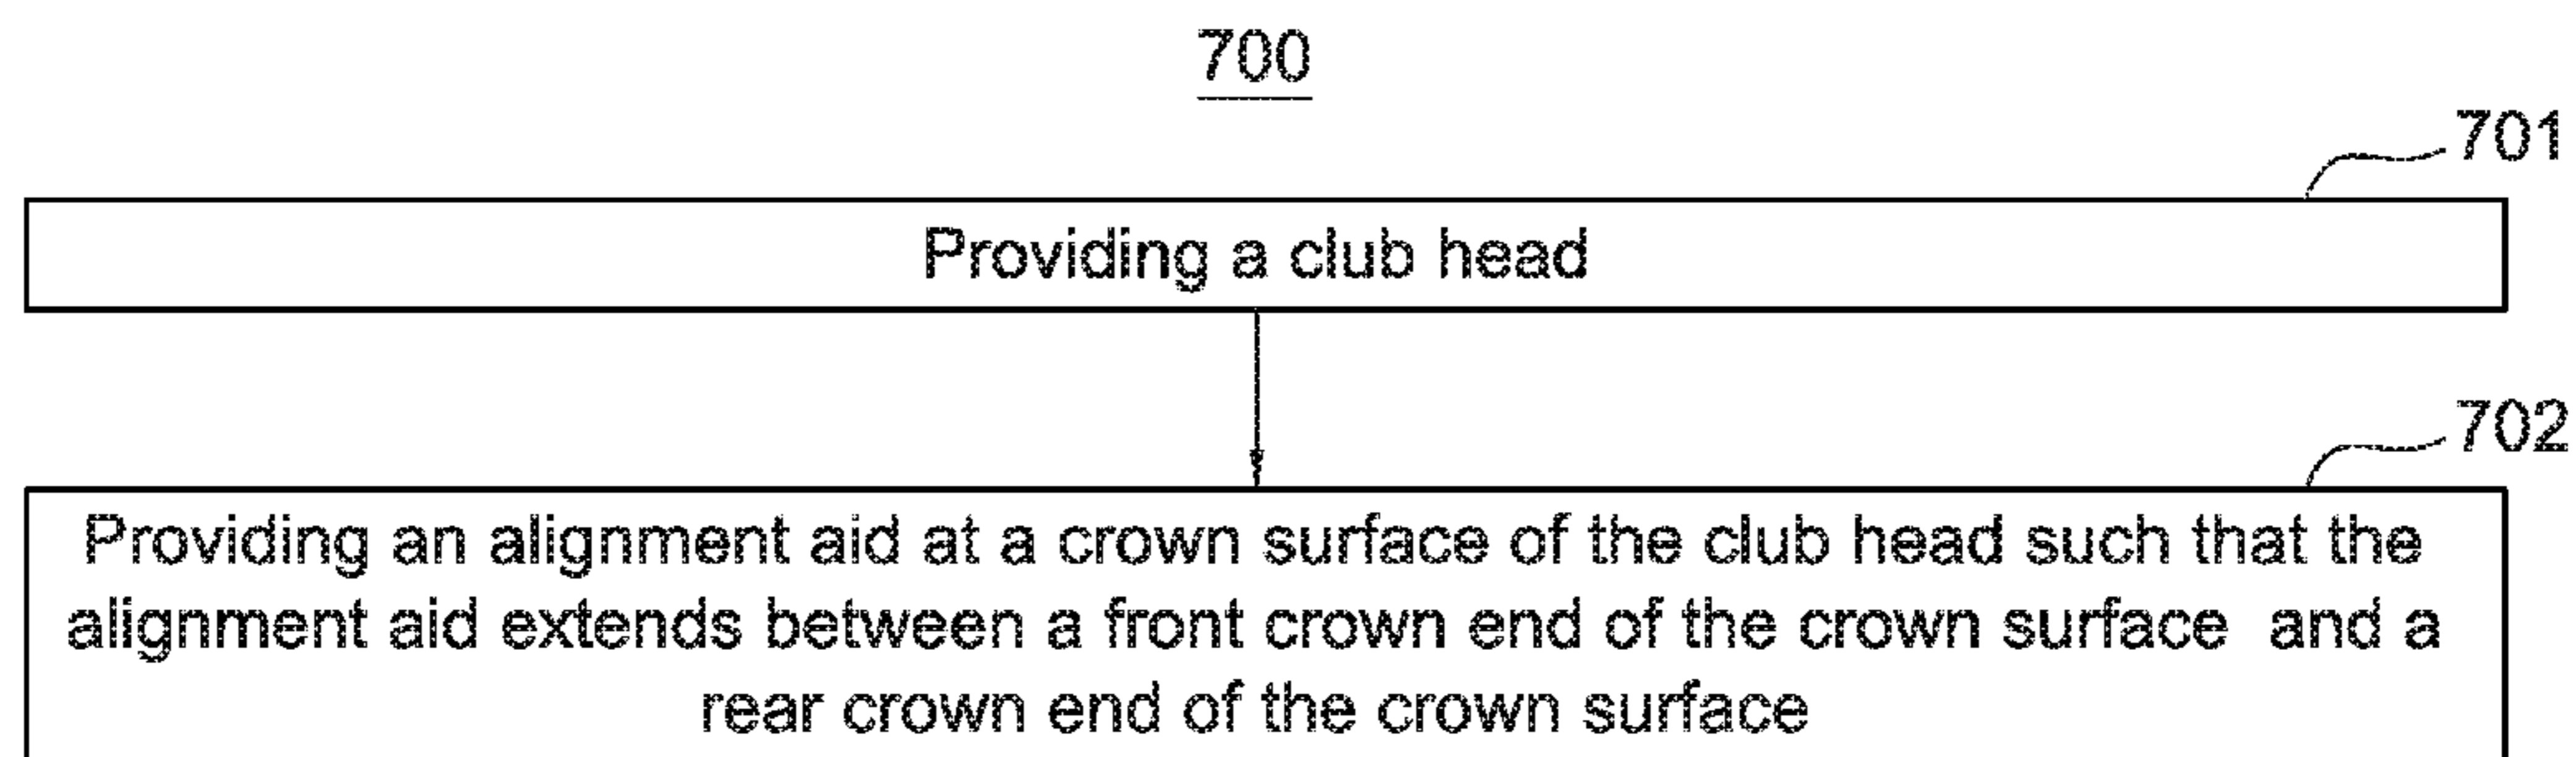 700
701
Providing a club head
702
Providing an alignment aid at a crown surface of the club head such that the
alignment aid extends between a front crown end of the crown surface and a
rear crown end of the crown surface